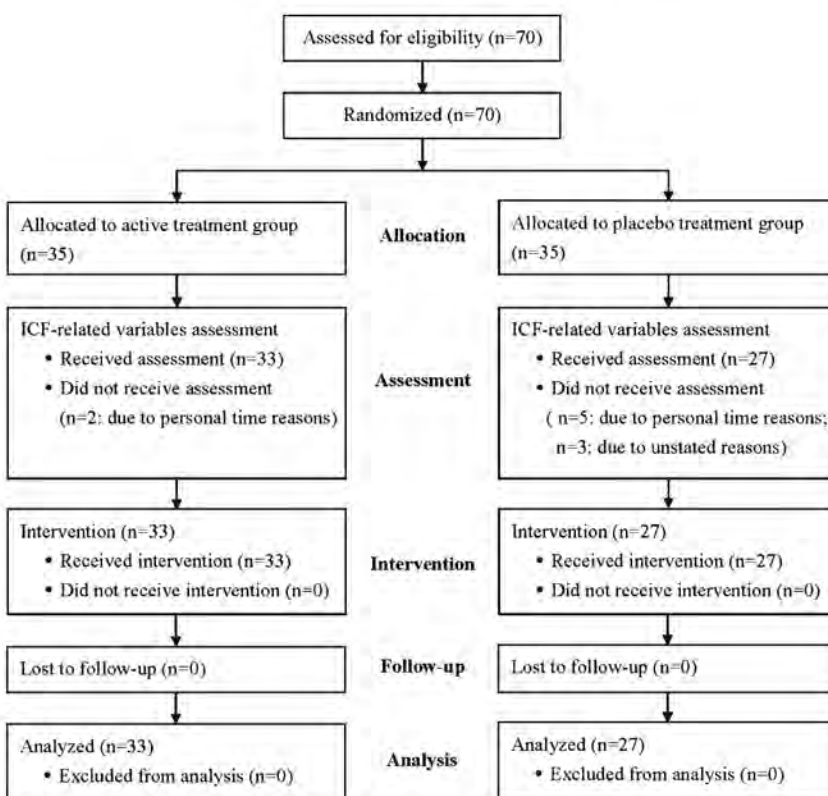 Assessed for eligibility (n=70)
Randomized (n=70)
Allocated to active treatment group
(n=35)
Allocation
Allocated to placebo treatment group
(n=35)
ICF-related variables assessment
• Received assessment (n=33)
• Did not receive assessment
(n=2: due to personal time reasons)
Assessment
ICF-related variables assessment
• Received assessment (n=27)
• Did not receive assessment
( n=5: due to personal time reasons;
n=3: due to unstated reasons)
Intervention (n=33)
• Received intervention (n=33)
• Did not receive intervention (n=0)
Intervention
Intervention (n=27)
• Received intervention (n=27)
• Did not receive intervention (n=0)
Lost to follow-up (n=0)
Follow-up
Lost to follow-up (n=0)
Analyzed (n=33)
• Excluded from analysis (n=0)
Analysis
Analyzed (n=27)
• Excluded from analysis (n=0)